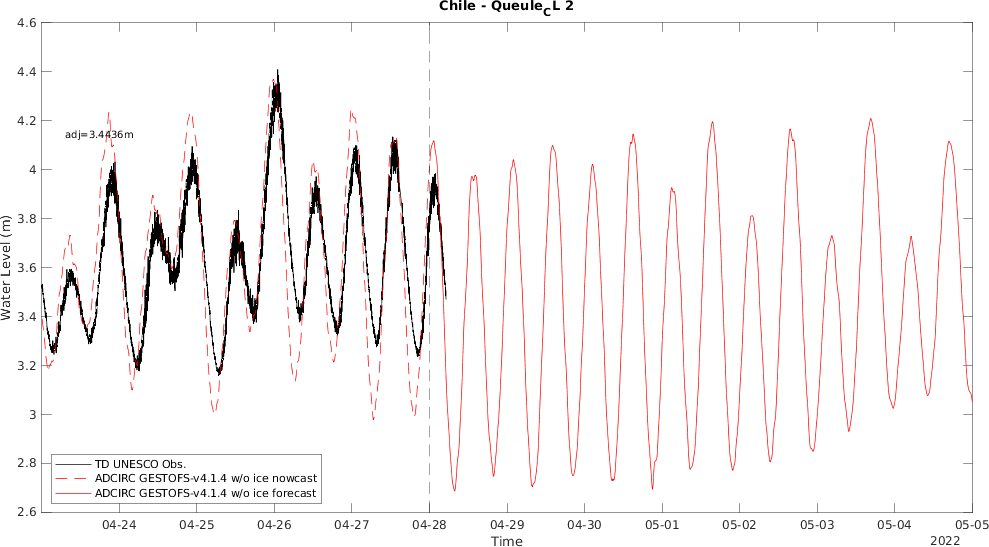 Chile - Queule_CL 2
4.6
4.4
4.2
4
3.8
3.6
3.4
3.2
3
2.8
2.6
Water Level (m)
adj=3.4436m
TD UNESCO Obs.
ADCIRC GESTOFS-v4.1.4 w/o ice nowcast
ADCIRC GESTOFS-v4.1.4 w/o ice forecast
04-24 04-25 04-26 04-27 04-28 04-29 04-30 05-01 05-02 05-03 05-04 05-05
Time
2022